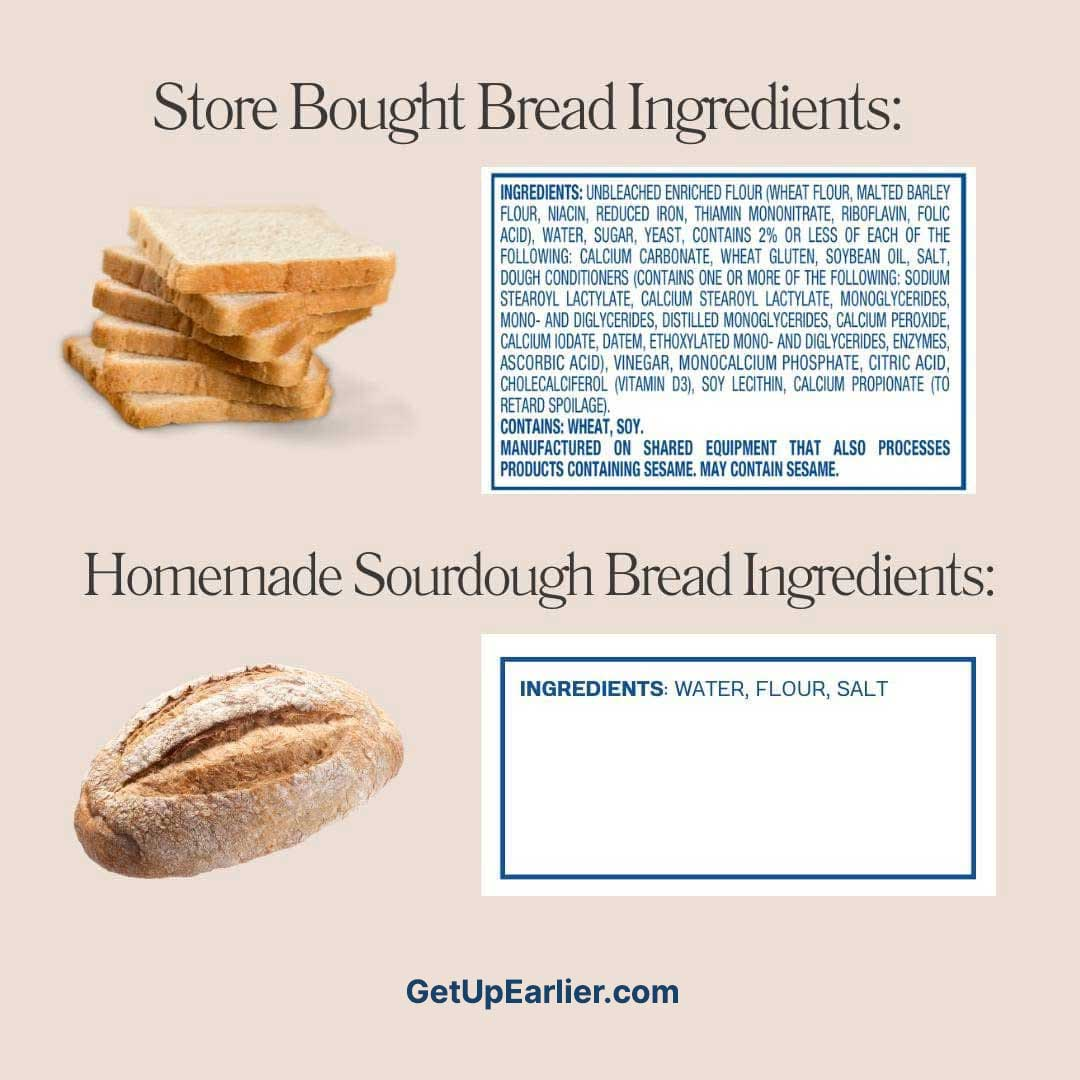 Store Bought Bread Ingredients:
INGREDIENTS: UNBLEACHED ENRICHED FLOUR (WHEAT FLOUR, MALTED BARLEY
FLOUR, NIACIN, REDUCED IRON, THIAMIN MONONITRATE, RIBOFLAVIN, FOLIC
ACID), WATER, SUGAR, YEAST, CONTAINS 2% OR LESS OF EACH OF THE
FOLLOWING: CALCIUM CARBONATE, WHEAT GLUTEN, SOYBEAN OIL, SALT,
DOUGH CONDITIONERS (CONTAINS ONE OR MORE OF THE FOLLOWING: SODIUM
STEAROYL LACTYLATE, CALCIUM STEAROYL LACTYLATE, MONOGLYCERIDES,
MONO- AND DIGLYCERIDES, DISTILLED MONOGLYCERIDES, CALCIUM PEROXIDE,
CALCIUM IODATE, DATEM, ETHOXYLATED MONO- AND DIGLYCERIDES, ENZYMES,
ASCORBIC ACID), VINEGAR, MONOCALCIUM PHOSPHATE, CITRIC ACID,
CHOLECALCIFEROL (VITAMIN D3), SOY LECITHIN, CALCIUM PROPIONATE (TO
RETARD SPOILAGE).
CONTAINS: WHEAT, SOY.
MANUFACTURED ON SHARED EQUIPMENT THAT ALSO PROCESSES
PRODUCTS CONTAINING SESAME. MAY CONTAIN SESAME.
Homemade Sourdough Bread Ingredients:
INGREDIENTS: WATER, FLOUR, SALT
GetUpEarlier.com